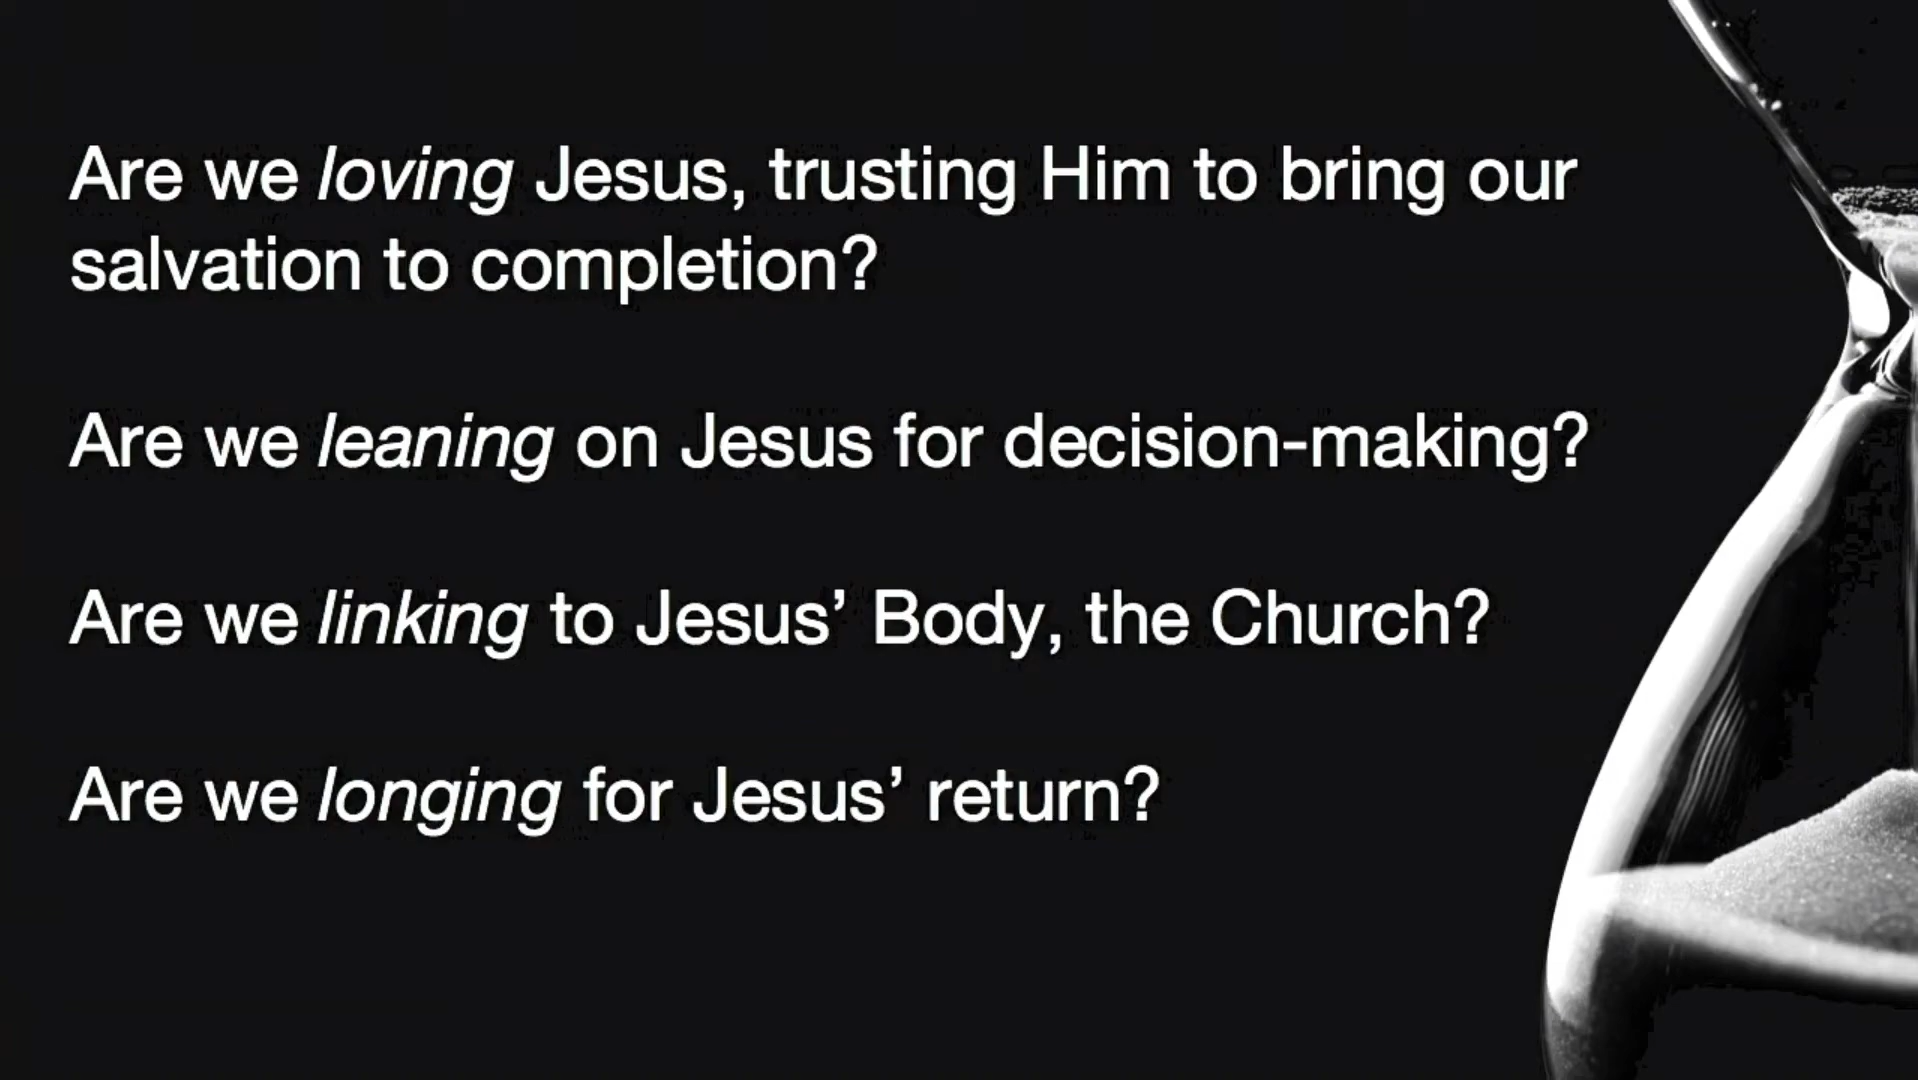 Are we loving Jesus, trusting Him to bring our
salvation to completion?
Are we leaning on Jesus for decision-making?
Are we linking to Jesus’ Body, the Church?
Are we longing for Jesus’ return?